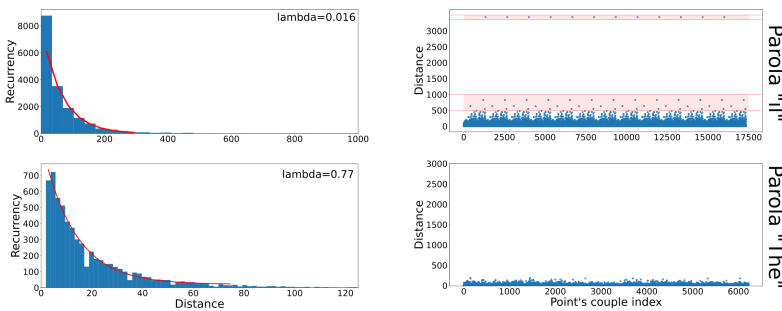 lambda=0.016
Recurrency
8000
6000
4000
2000
0
0 200 400 600 800 1000
Distance
3000
2500
2000
1500
1000
500
0
0 2500 5000 7500 10000 12500 15000 17500
Parola "Il"
lambda=0.77
Recurrency
700
600
500
400
300
200
100
0
0 20 40 60 80 100 120
Distance
Distance
3000
2500
2000
1500
1000
500
0
0 1000 2000 3000 4000 5000 6000
Point's couple index
Parola "The"